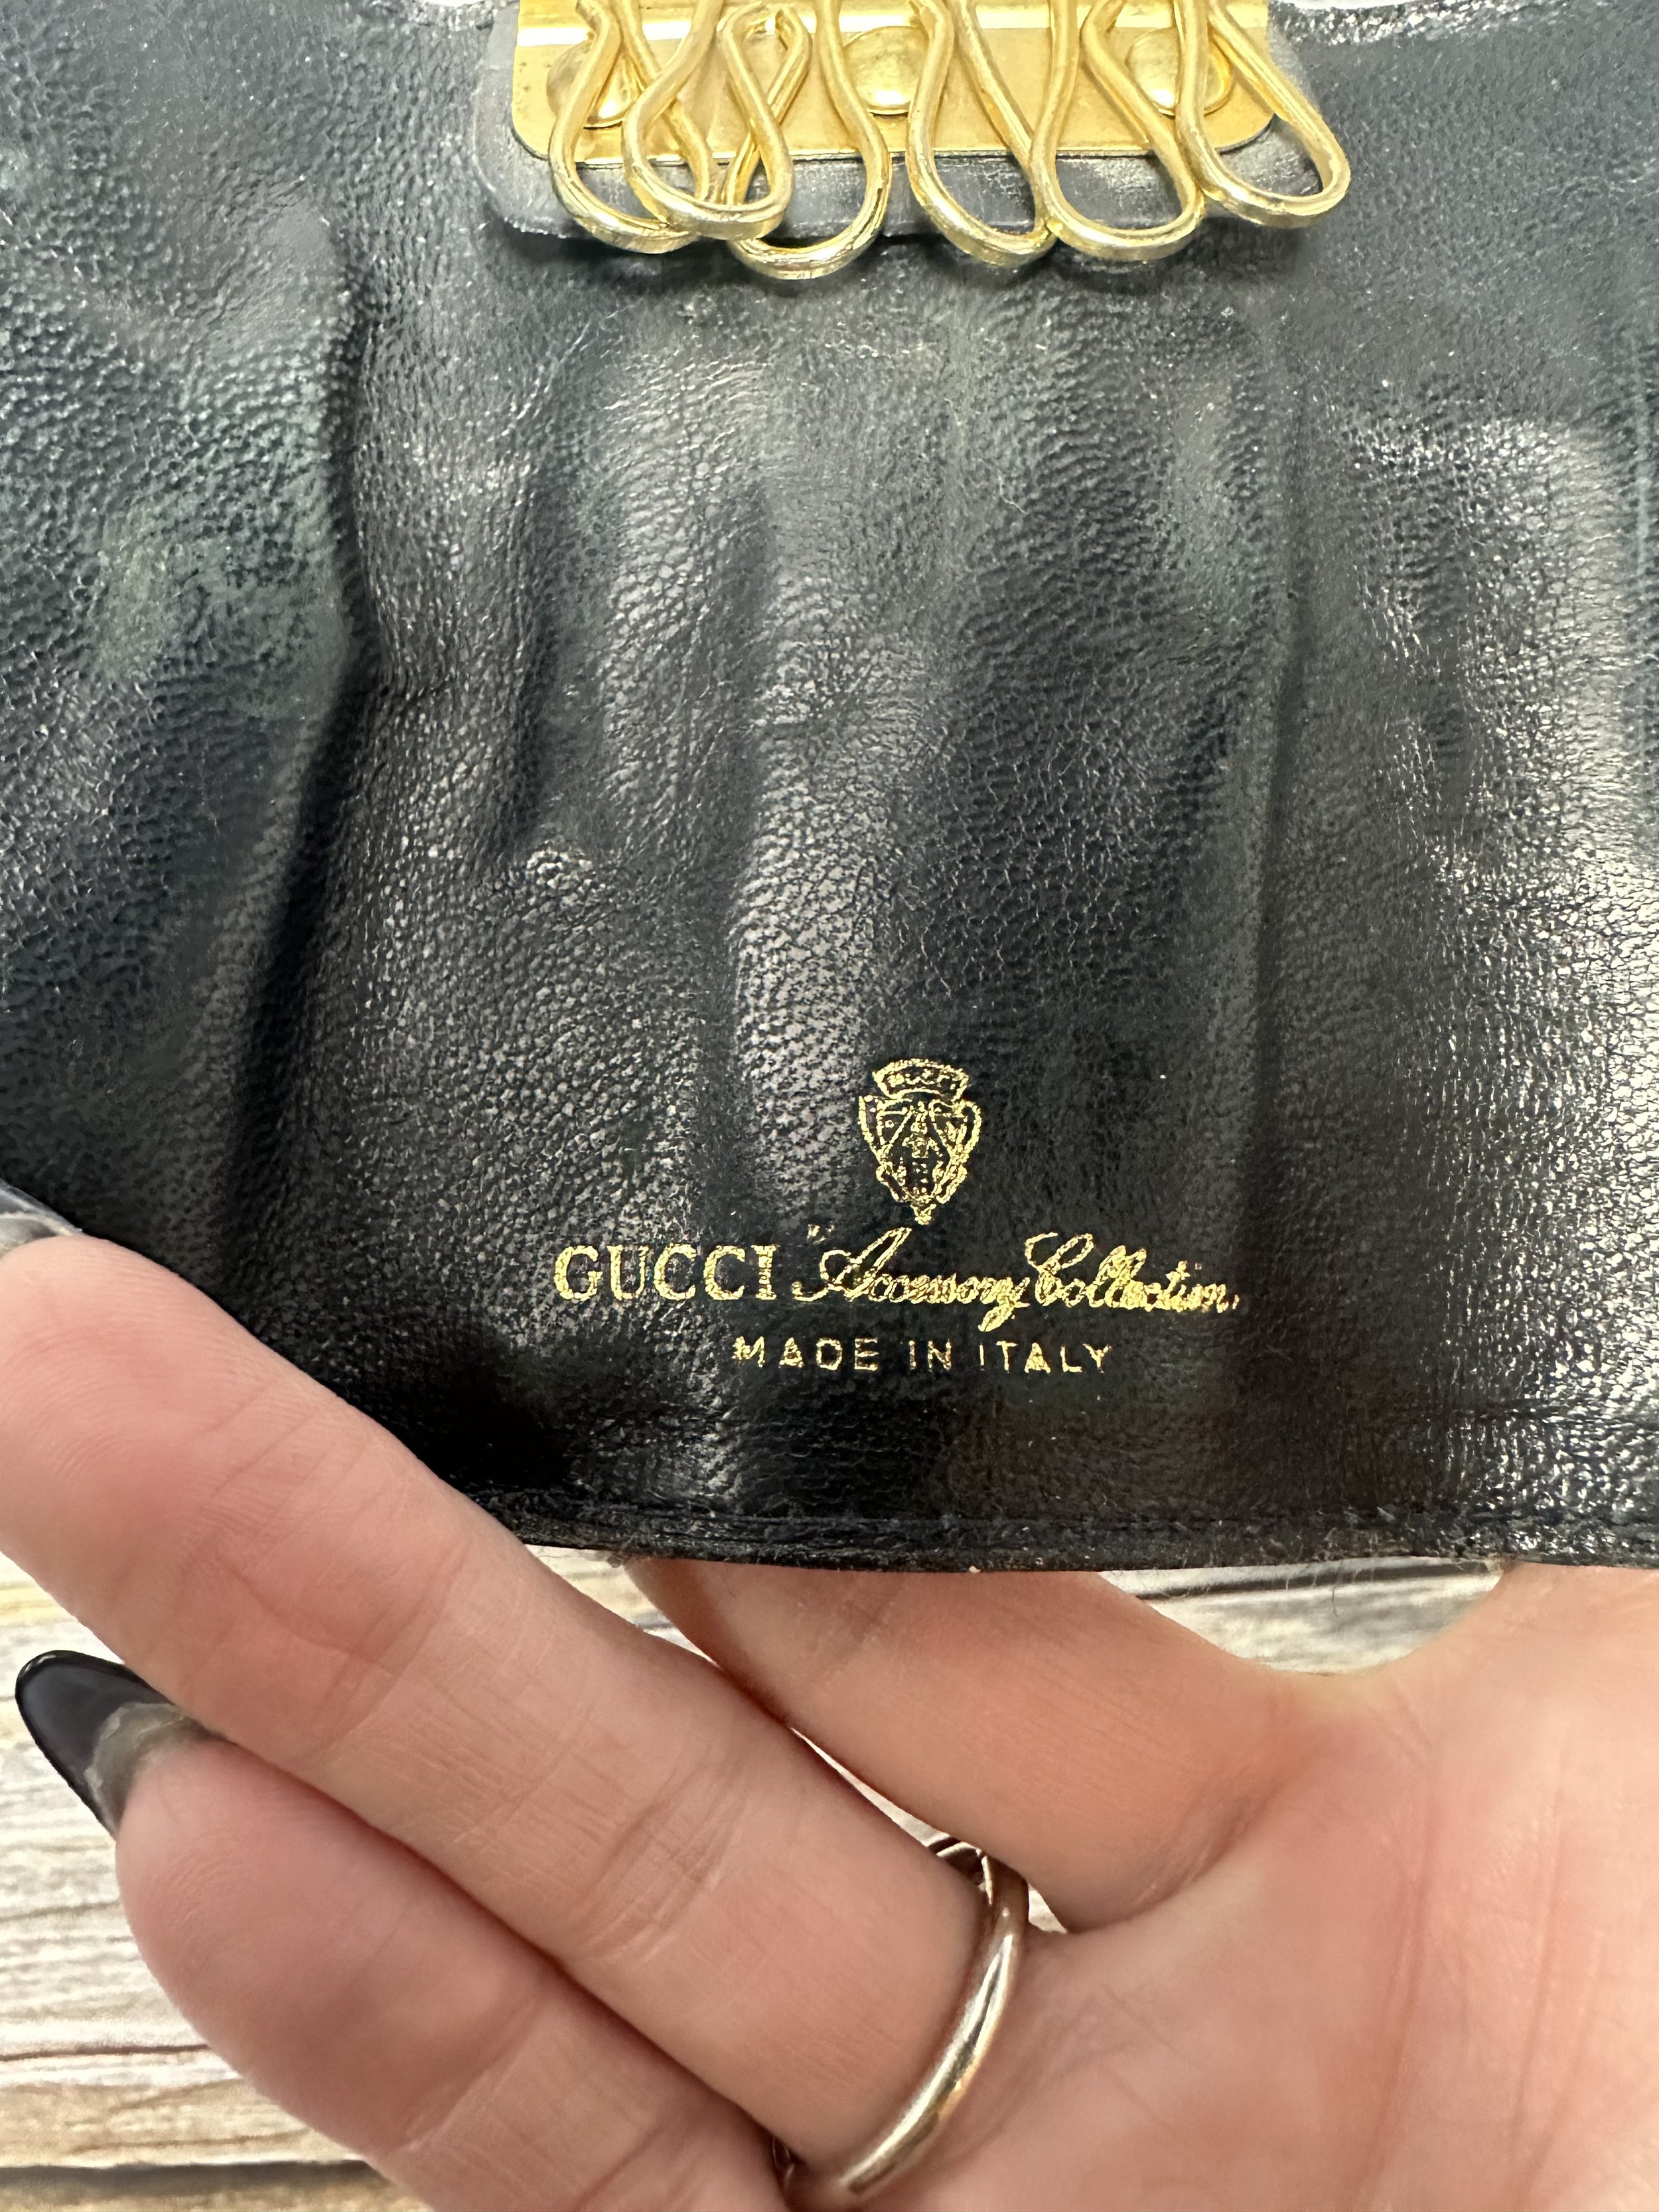 GUCCI "Accessory Collection"
MADE IN ITALY